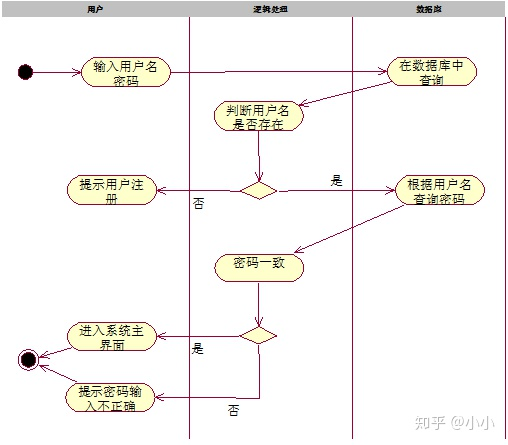 用户
逻辑处理
数据库
输入用户名
密码
在数据库中
查询
判断用户名
是否存在
提示用户注
册
否
是
根据用户名
查询密码
密码一致
进入系统主
界面
是
提示密码输
入不正确
否
知乎 @小小